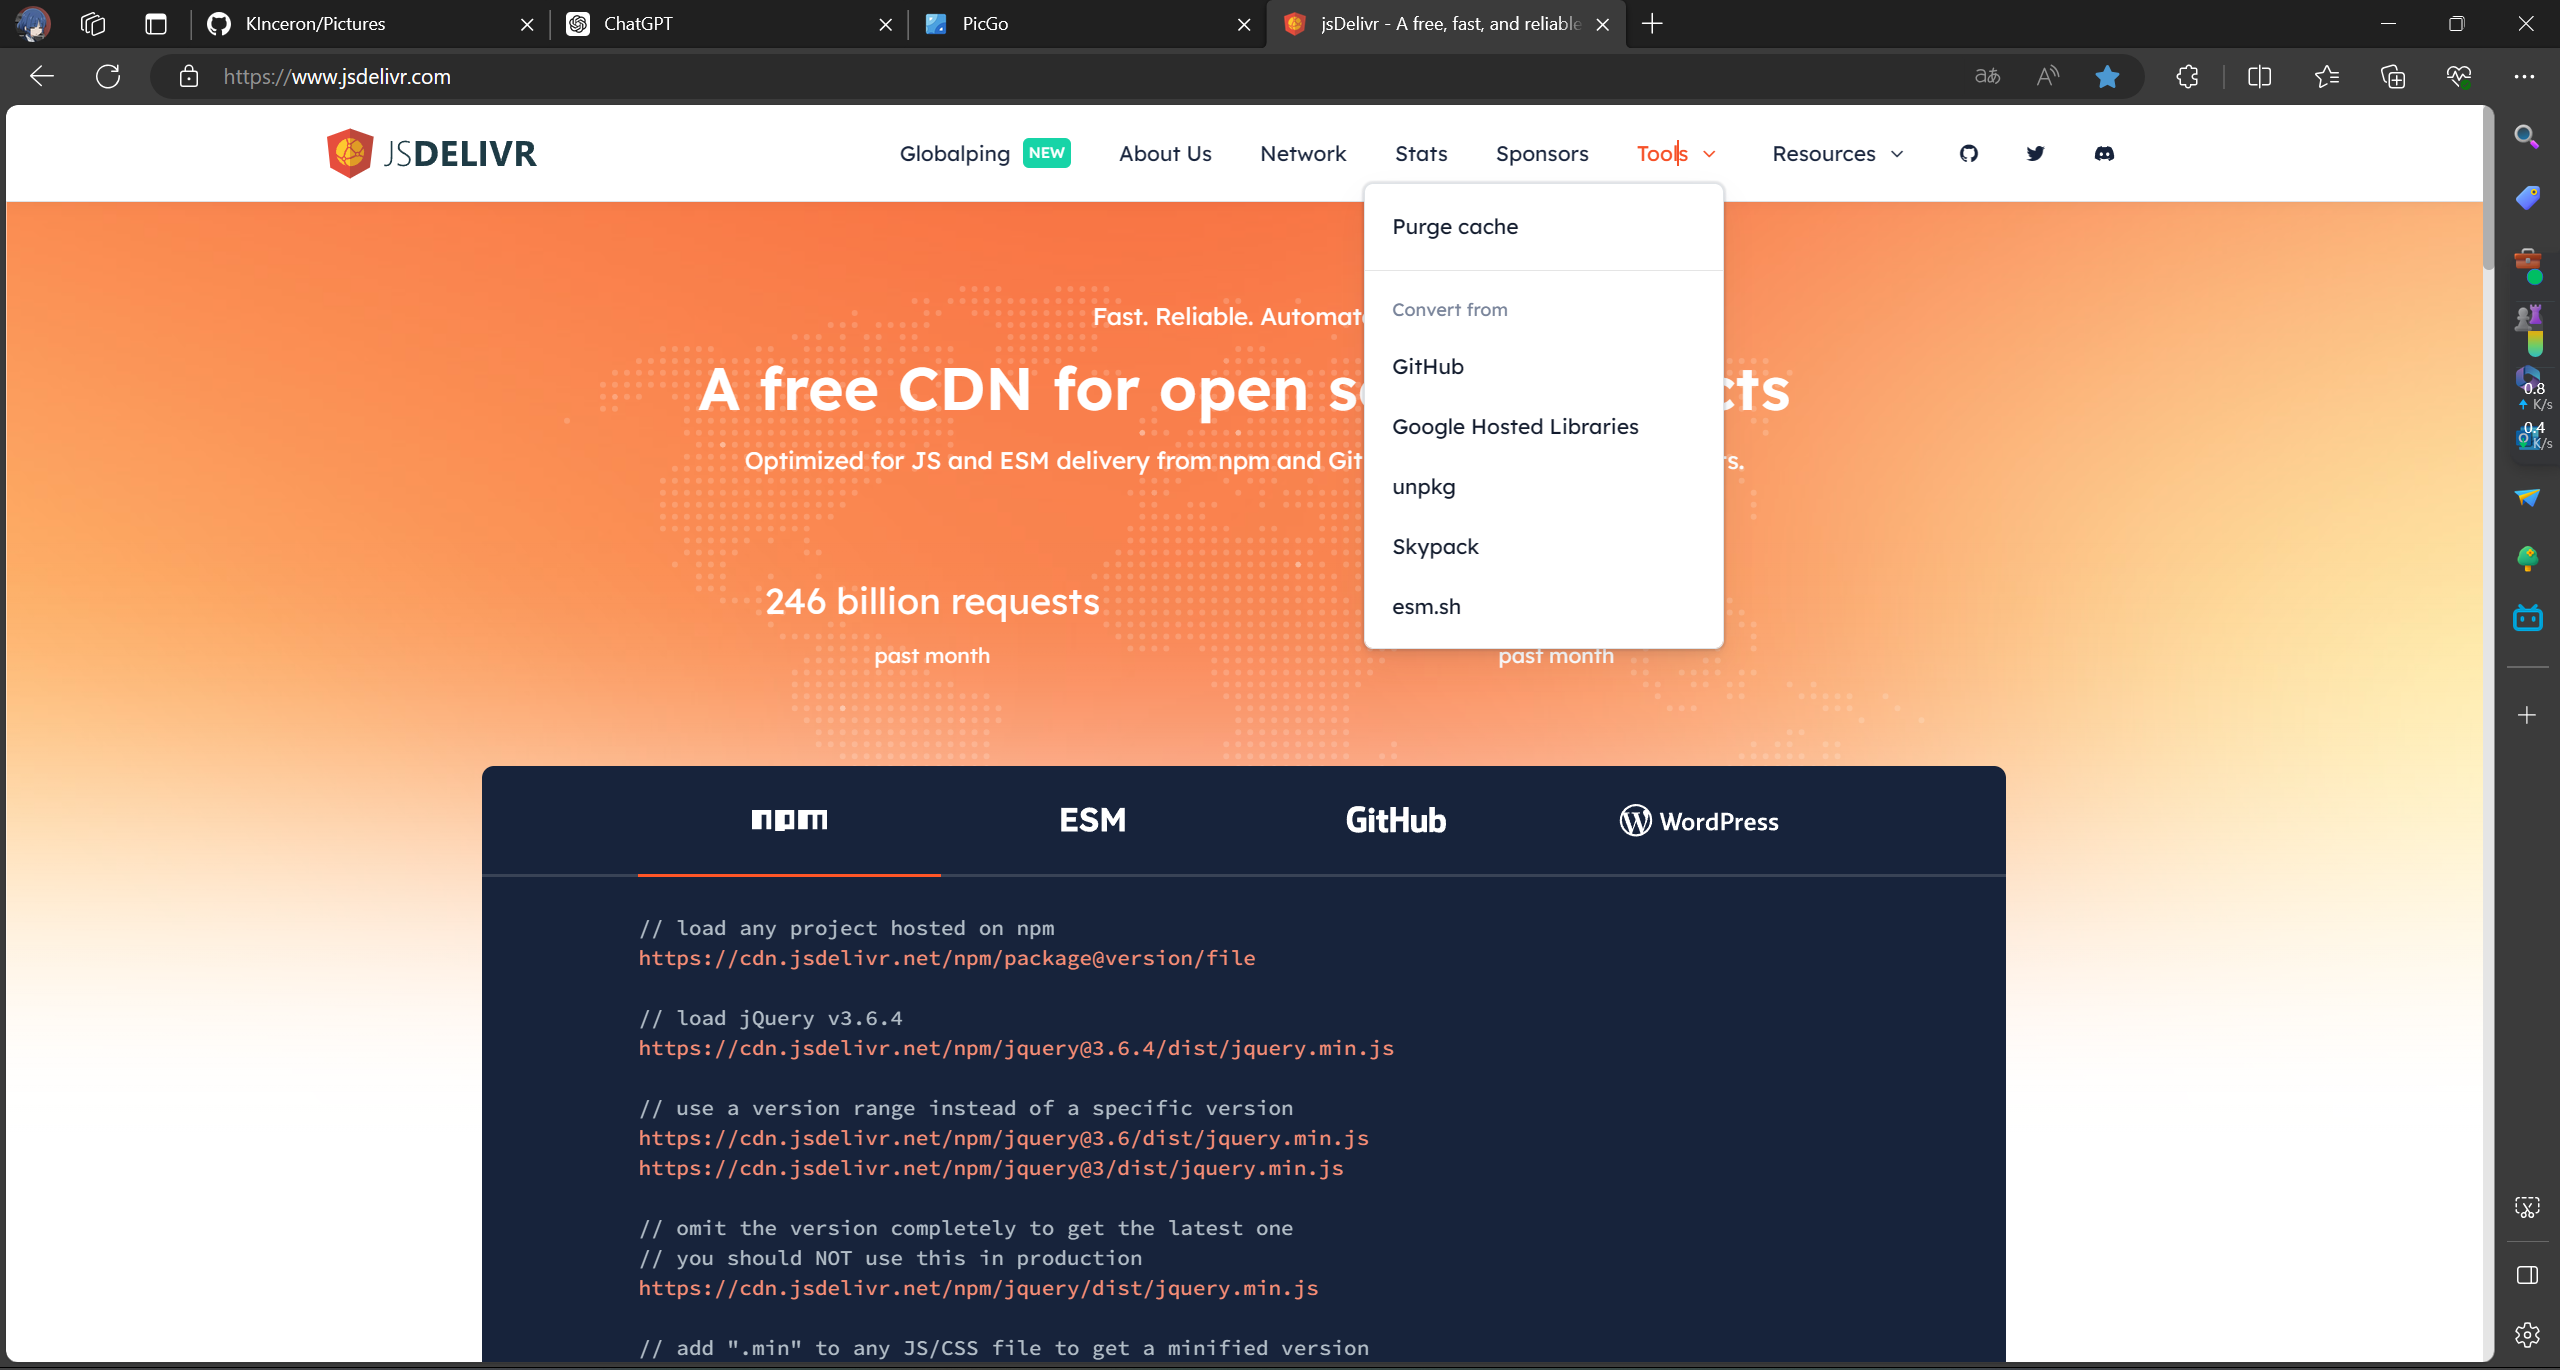 KInceron/Pictures
ChatGPT
PicGo
jsDelivr - A free, fast, and reliable
https://www.jsdelivr.com
JSDELIVR
Globalping NEW
About Us
Network
Stats
Sponsors
Tools
Resources
Purge cache
Convert from
GitHub
Google Hosted Libraries
unpkg
Skypack
esm.sh
Fast. Reliable. Automat
A free CDN for open s cts
Optimized for JS and ESM delivery from npm and Git s.
246 billion requests
past month
past month
npm
ESM
GitHub
WordPress
// load any project hosted on npm
https://cdn.jsdelivr.net/npm/package@version/file
// load jQuery v3.6.4
https://cdn.jsdelivr.net/npm/jquery@3.6.4/dist/jquery.min.js
// use a version range instead of a specific version
https://cdn.jsdelivr.net/npm/jquery@3.6/dist/jquery.min.js
https://cdn.jsdelivr.net/npm/jquery@3/dist/jquery.min.js
// omit the version completely to get the latest one
// you should NOT use this in production
https://cdn.jsdelivr.net/npm/jquery/dist/jquery.min.js
// add ".min" to any JS/CSS file to get a minified version
0.8
K/s
0.4
K/s